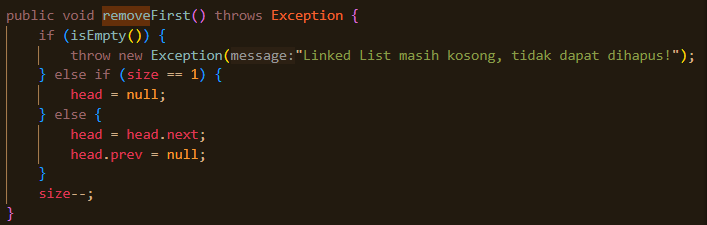 public void removeFirst() throws Exception {
    if (isEmpty()) {
        throw new Exception(message:"Linked List masih kosong, tidak dapat dihapus!");
    } else if (size == 1) {
        head = null;
    } else {
        head = head.next;
        head.prev = null;
    }
    size--;
}